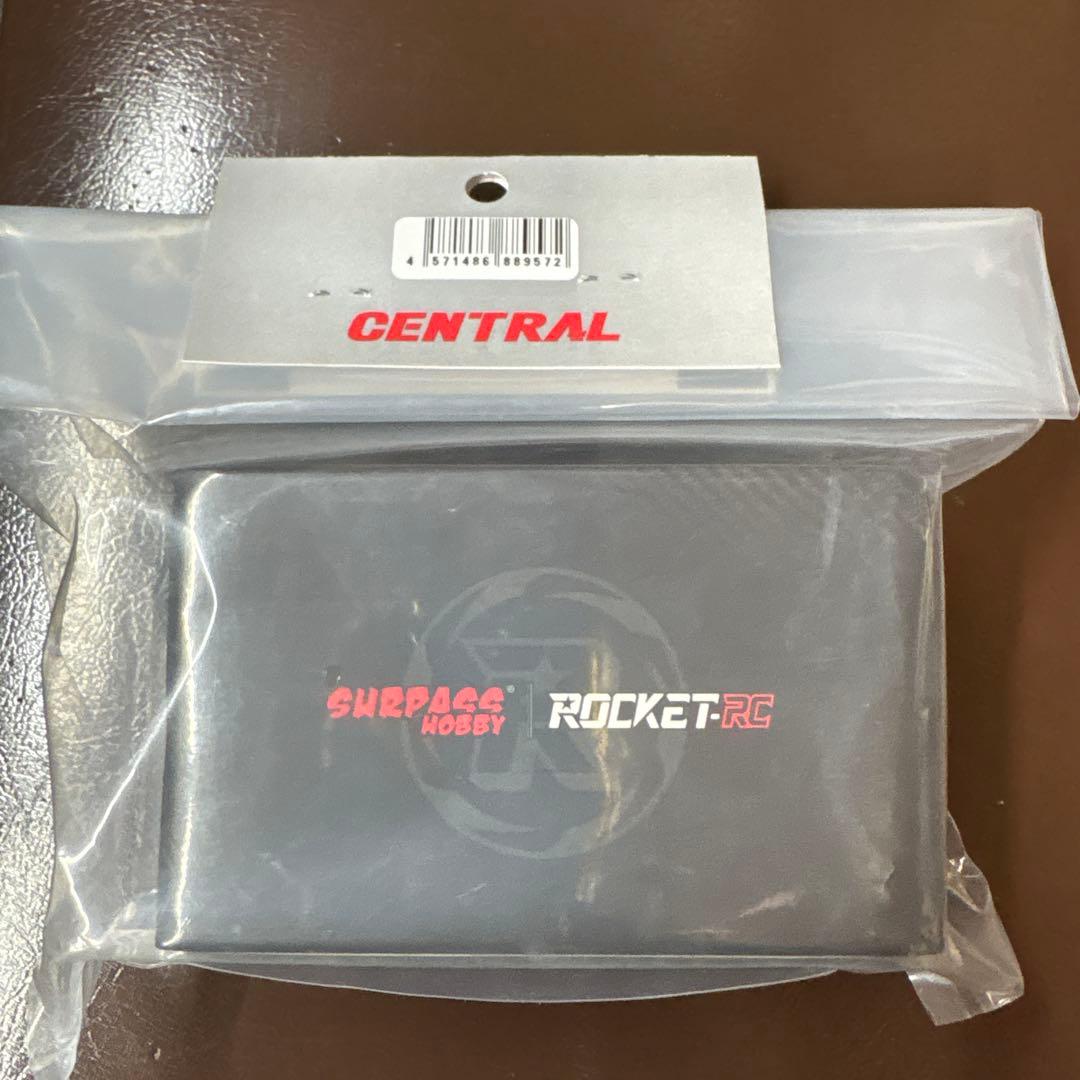 4 571486 889572
CENTRAL
SURPASS® | ROCKET-RC
HOBBY
R